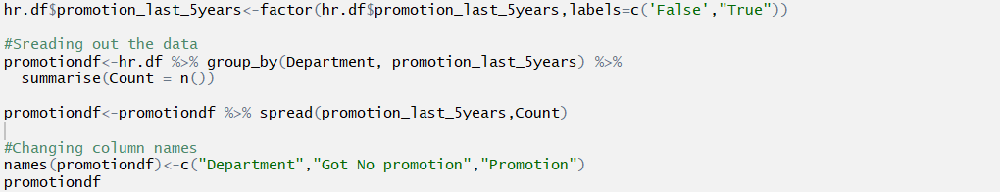 hr.df$promotion_last_5years<-factor(hr.df$promotion_last_5years,labels=c('False',"True"))
#Sreading out the data
promotiondf<-hr.df %>% group_by(Department, promotion_last_5years) %>%
  summarise(Count = n())
promotiondf<-promotiondf %>% spread(promotion_last_5years,Count)
#Changing column names
names(promotiondf)<-c("Department","Got No promotion","Promotion")
promotiondf